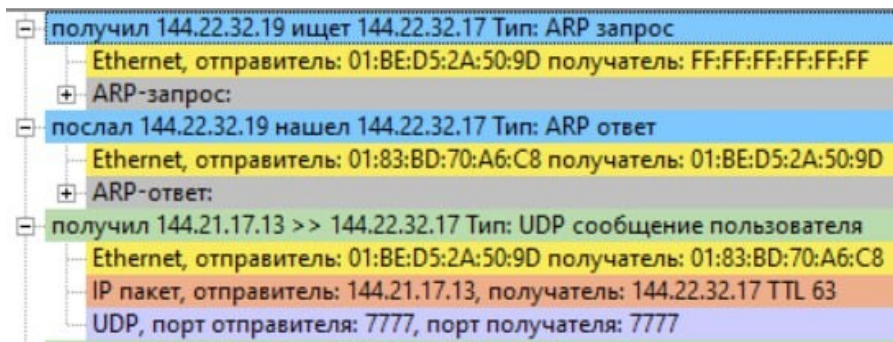 получил 144.22.32.19 ищет 144.22.32.17 Тип: ARP запрос
Ethernet, отправитель: 01:BE:D5:2A:50:9D получатель: FF:FF:FF:FF:FF:FF
ARP-запрос:
послал 144.22.32.19 нашел 144.22.32.17 Тип: ARP ответ
Ethernet, отправитель: 01:83:BD:70:A6:C8 получатель: 01:BE:D5:2A:50:9D
ARP-ответ:
получил 144.21.17.13 >> 144.22.32.17 Тип: UDP сообщение пользователя
Ethernet, отправитель: 01:BE:D5:2A:50:9D получатель: 01:83:BD:70:A6:C8
IP пакет, отправитель: 144.21.17.13, получатель: 144.22.32.17 TTL 63
UDP, порт отправителя: 7777, порт получателя: 7777